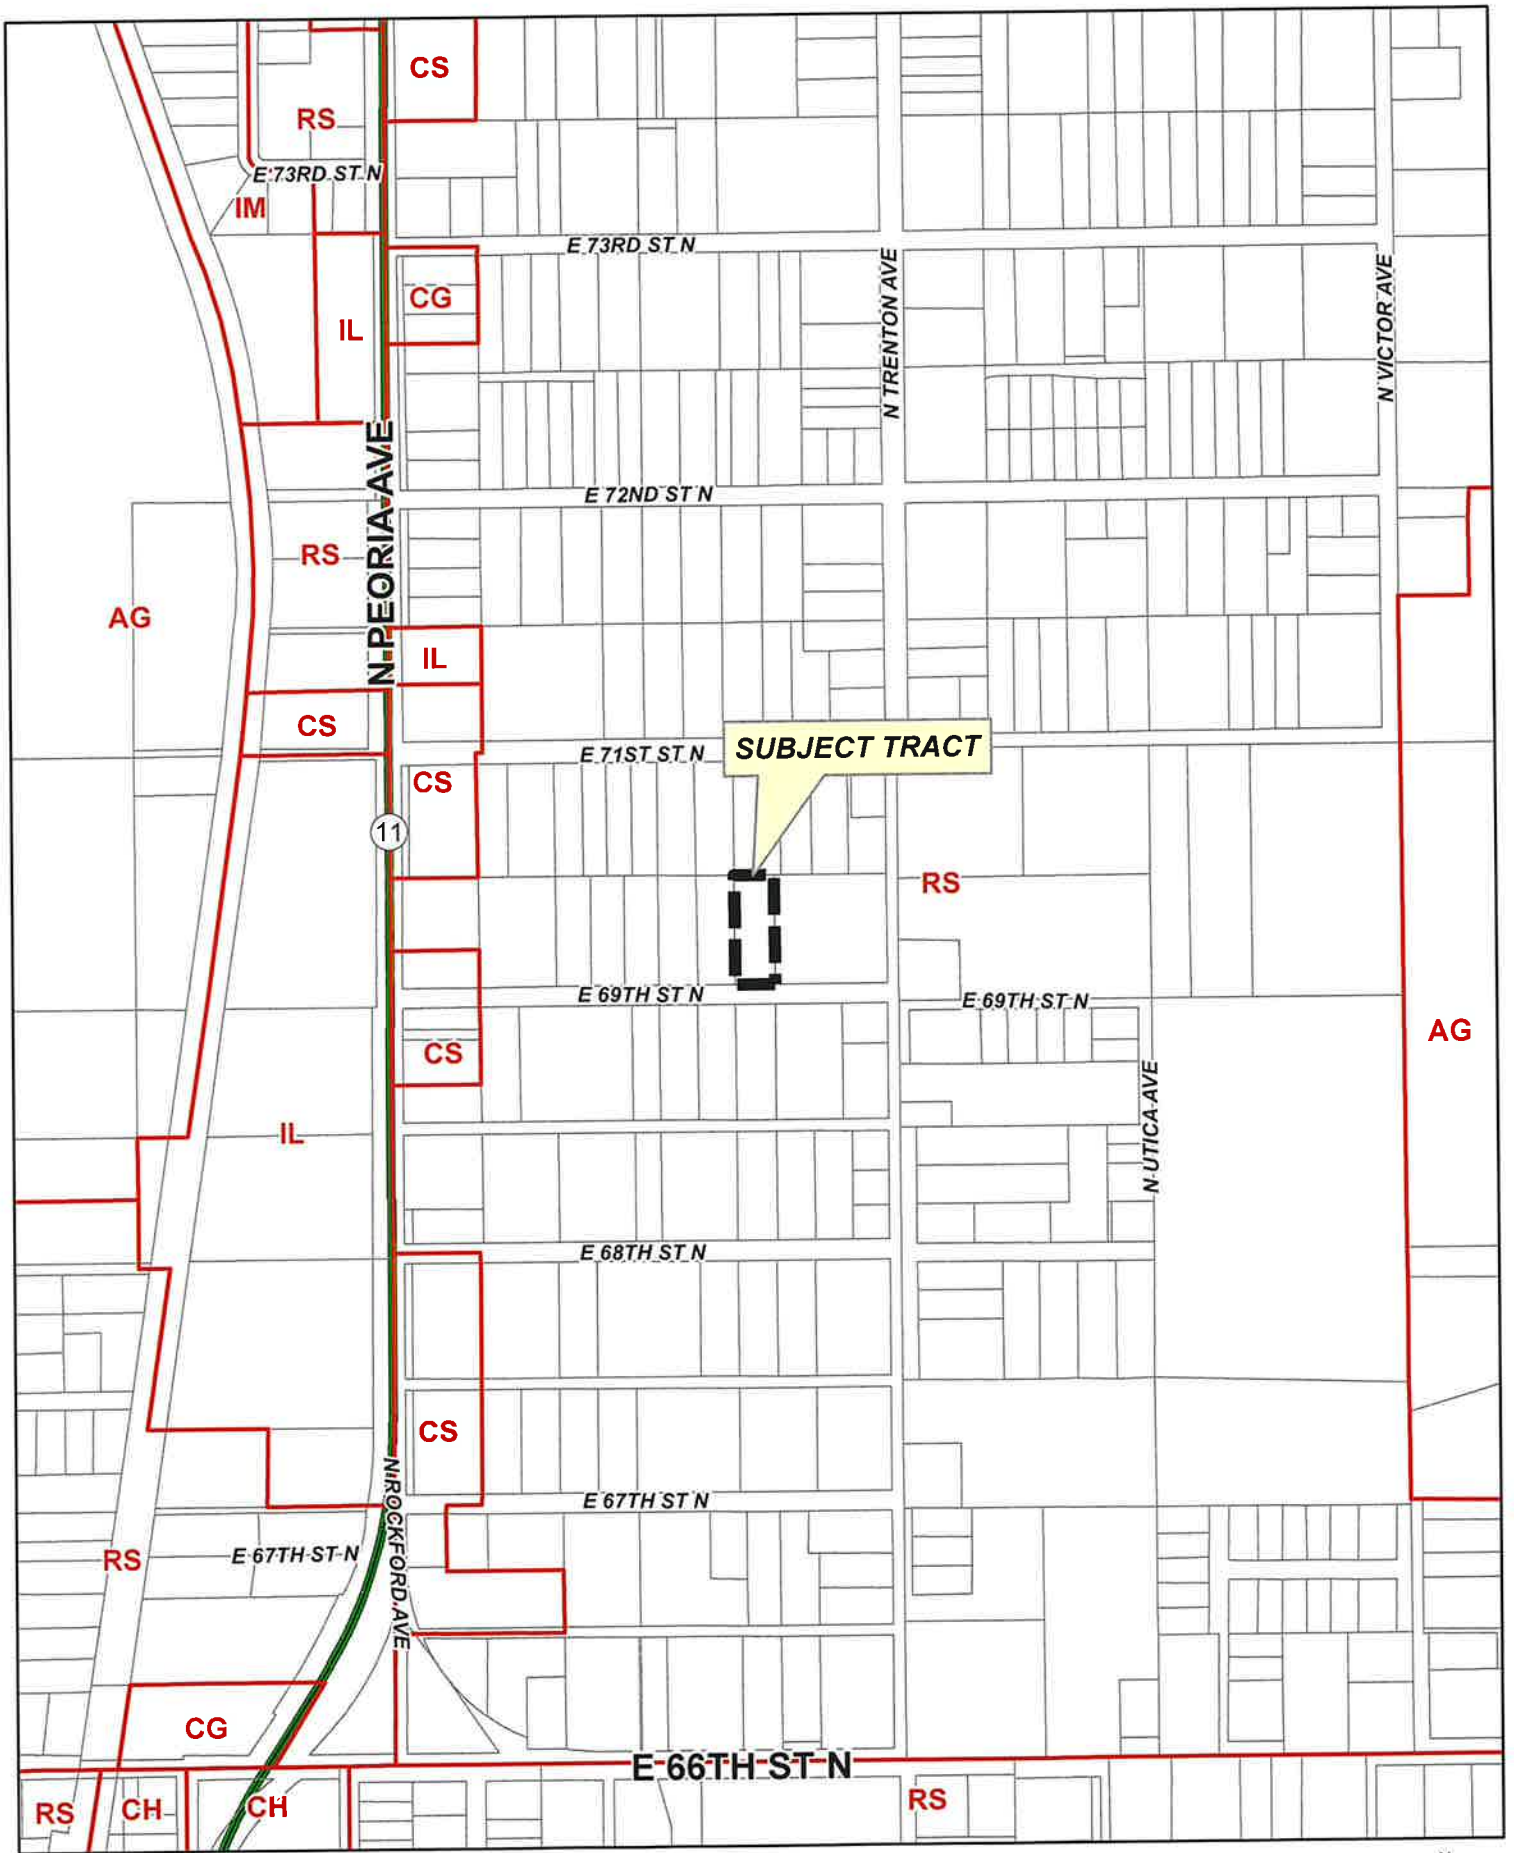 CS
RS
E 73RD ST N
IM
E 73RD ST N
CG
IL
N TRENTON AVE
N VICTOR AVE
N PEORIA AVE
E 72ND ST N
RS
AG
IL
CS
E 71ST ST N
SUBJECT TRACT
CS
11
RS
E 69TH ST N
E 69TH ST N
AG
CS
N UTICA AVE
IL
E 68TH ST N
CS
N ROCKFORD AVE
E 67TH ST N
E 67TH ST N
RS
CG
E 66TH ST N
RS
CH
CH
RS